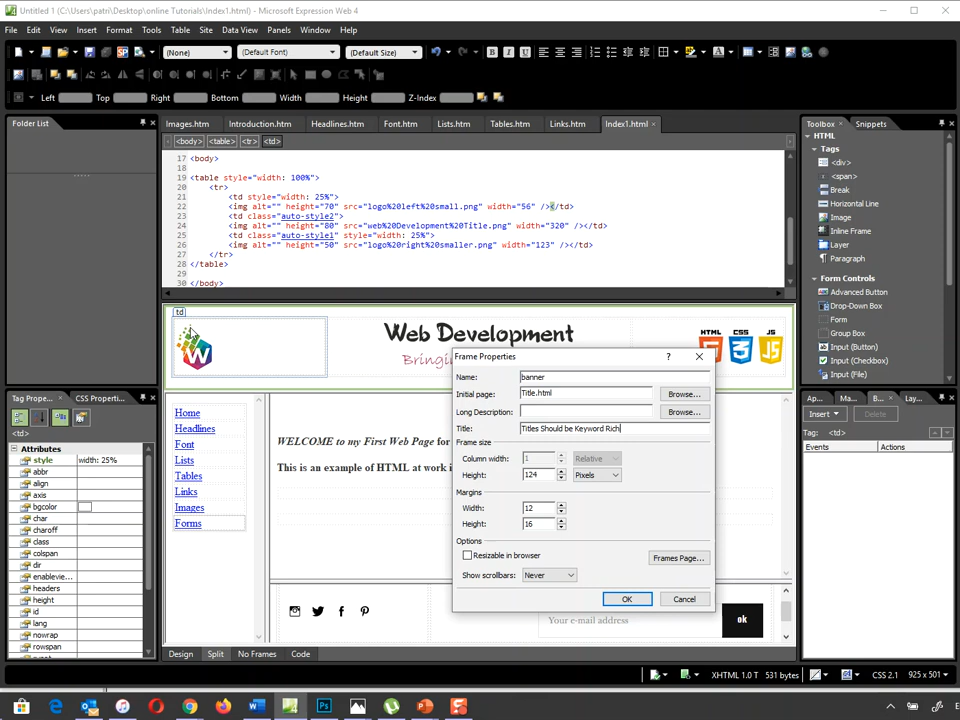 Untitled 1 (C:\Users\patri\Desktop\online Tutorials\Index1.html) - Microsoft Expression Web 4
File Edit View Insert Format Tools Table Site Data View Panels Window Help
(None) (Default Font) (Default Size) B I U A
Left Top Right Bottom Width Height Z-Index
Folder List
Images.htm Introduction.htm Headlines.htm Font.htm Lists.htm Tables.htm Links.htm Index1.html
<body> <table> <tr> <td>
17 <body>
18
19 <table style="width: 100%">
20 <tr>
21 <td style="width: 25%">
22 <img alt="" height="70" src="logo%20left%20small.png" width="56" /></td>
23 <td class="auto-style2">
24 <img alt="" height="80" src="web%20Development%20Title.png" width="320" /></td>
25 <td class="auto-style1" style="width: 25%">
26 <img alt="" height="50" src="logo%20right%20smaller.png" width="123" /></td>
27 </tr>
28 </table>
29
30 </body>
td
W
Web Development
Bringin
HTML CSS JS
5 3 JS
Home
Headlines
Font
Lists
Tables
Links
Images
Forms
WELCOME to my First Web Page for
This is an example of HTML at work i
Your e-mail address
ok
Frame Properties ?
Name: banner
Initial page: Title.html Browse...
Long Description: Browse...
Title: Titles Should be Keyword Rich
Frame size
Column width: 1 Relative
Height: 124 Pixels
Margins
Width: 12
Height: 16
Options
Resizable in browser Frames Page...
Show scrollbars: Never
OK Cancel
Toolbox Snippets
HTML
Tags
<div>
<span>
Break
Horizontal Line
Image
Inline Frame
Layer
Paragraph
Form Controls
Advanced Button
Drop-Down Box
Form
Group Box
Input (Button)
Input (Checkbox)
Input (File)
Tag Prope... CSS Properti...
<td>
Attributes
style width: 25%
abbr
align
axis
bgcolor
char
charoff
class
colspan
dir
enablevie...
headers
height
id
lang
nowrap
rowspan
Ap... Ma... B... Lay...
Insert Delete
Tag: <td>
Events Actions
Design Split No Frames Code
XHTML 1.0 T 531 bytes CSS 2.1 925 x 501